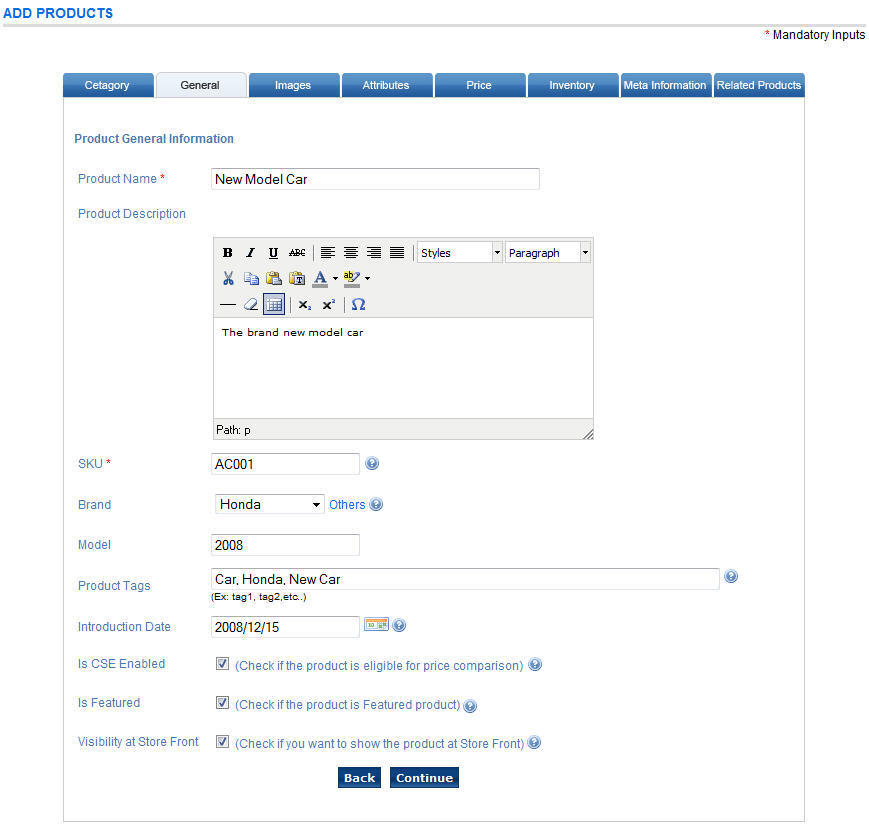 ADD PRODUCTS
* Mandatory Inputs
Cetagory General Images Attributes Price Inventory Meta Information Related Products
Product General Information
Product Name * New Model Car
Product Description
B I U ABC Styles Paragraph
A ab
— x₂ x² Ω
The brand new model car
Path: p
SKU * AC001 ?
Brand Honda Others ?
Model 2008
Product Tags Car, Honda, New Car ?
(Ex: tag1, tag2,etc..)
Introduction Date 2008/12/15 ?
Is CSE Enabled (Check if the product is eligible for price comparison) ?
Is Featured (Check if the product is Featured product) ?
Visibility at Store Front (Check if you want to show the product at Store Front) ?
Back Continue